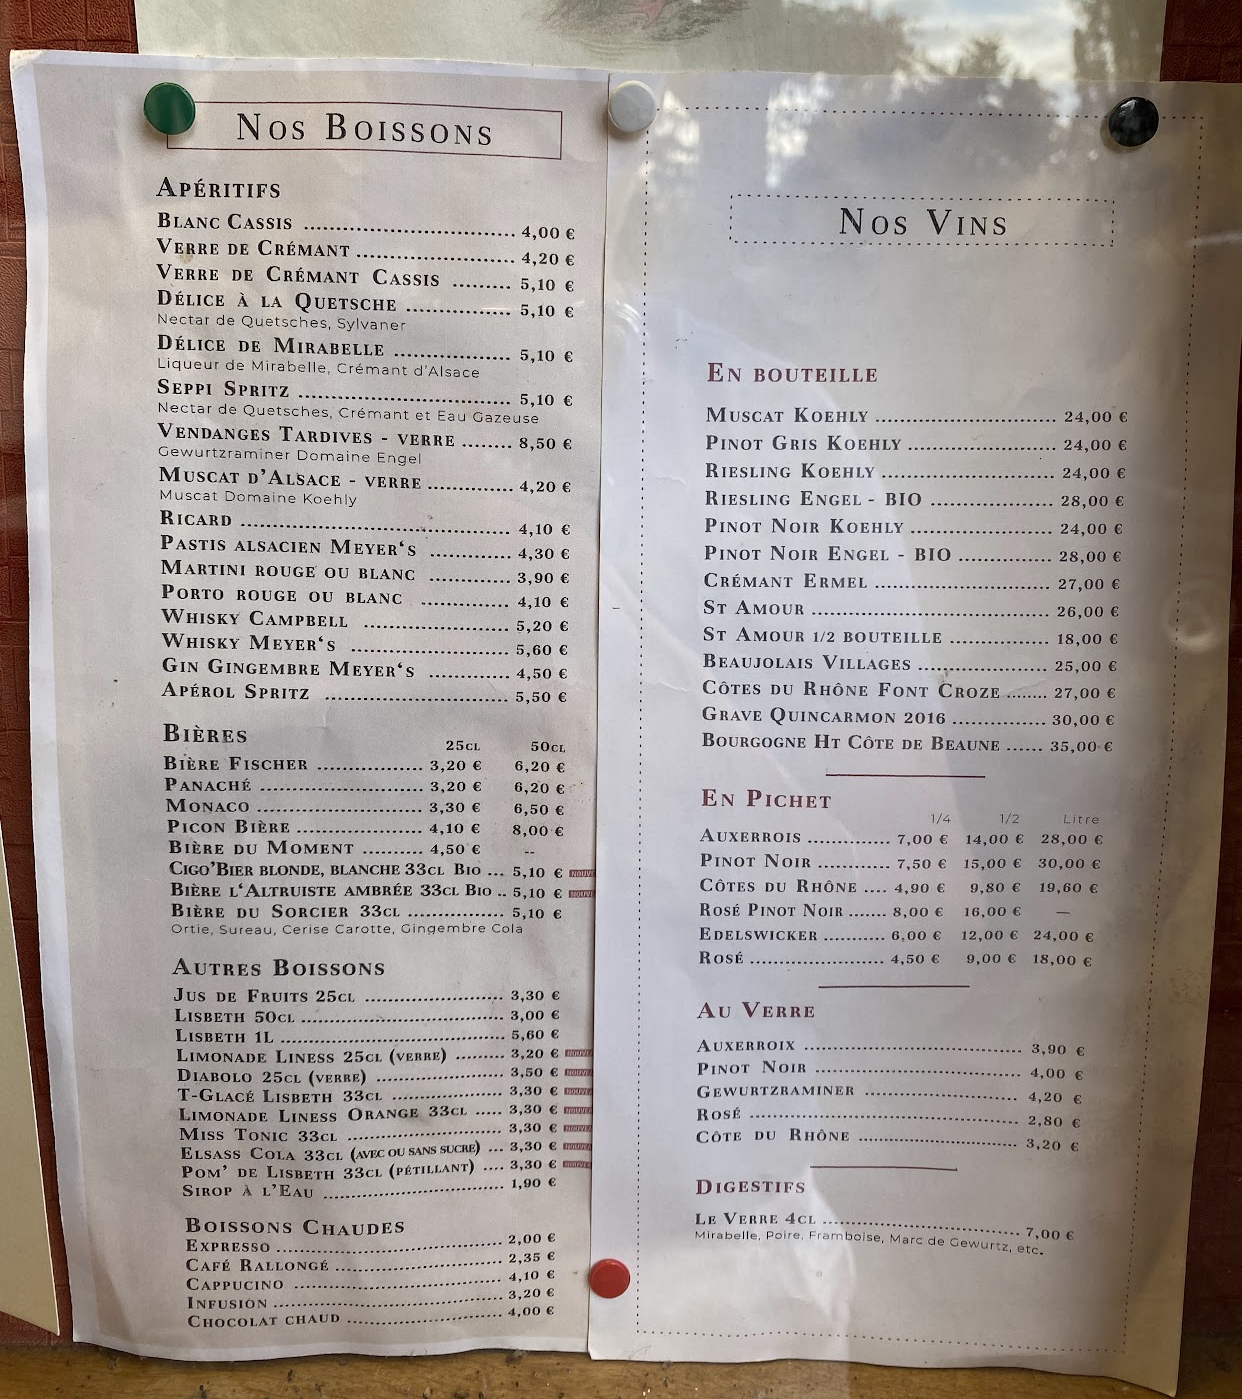 Nos Boissons
Apéritifs
Blanc Cassis ........ 4,00 €
Verre de Crémant ........ 4,20 €
Verre de Crémant Cassis ........ 5,10 €
Délice à la Quetsche ........ 5,10 €
Nectar de Quetsches, Sylvaner
Délice de Mirabelle ........ 5,10 €
Liqueur de Mirabelle, Crémant d'Alsace
Seppi Spritz ........ 5,10 €
Nectar de Quetsches, Crémant et Eau Gazeuse
Vendanges Tardives - verre ........ 8,50 €
Gewurtzraminer Domaine Engel
Muscat d'Alsace - verre ........ 4,20 €
Muscat Domaine Koehly
Ricard ........ 4,10 €
Pastis alsacien Meyer‘s ........ 4,30 €
Martini rouge ou blanc ........ 3,90 €
Porto rouge ou blanc ........ 4,10 €
Whisky Campbell ........ 5,20 €
Whisky Meyer‘s ........ 5,60 €
Gin Gingembre Meyer‘s ........ 4,50 €
Apérol Spritz ........ 5,50 €
Bières
25cl 50cl
Bière Fischer ........ 3,20 € 6,20 €
Panaché ........ 3,20 € 6,20 €
Monaco ........ 3,30 € 6,50 €
Picon Bière ........ 4,10 € 8,00 €
Bière du Moment ........ 4,50 € --
Cigo'Bier blonde, blanche 33cl Bio ... 5,10 €
Bière l‘Altruiste ambrée 33cl Bio .. 5,10 €
Bière du Sorcier 33cl ........ 5,10 €
Ortie, Sureau, Cerise Carotte, Gingembre Cola
Autres Boissons
Jus de Fruits 25cl ........ 3,30 €
Lisbeth 50cl ........ 3,00 €
Lisbeth 1L ........ 5,60 €
Limonade Liness 25cl (verre) ........ 3,20 €
Diabolo 25cl (verre) ........ 3,50 €
T-Glacé Lisbeth 33cl ........ 3,30 €
Limonade Liness Orange 33cl ..... 3,30 €
Miss Tonic 33cl ........ 3,30 €
Elsass Cola 33cl (avec ou sans sucre) ... 3,30 €
Pom' de Lisbeth 33cl (pétillant) .... 3,30 €
Sirop à l'Eau ........ 1,90 €
Boissons Chaudes
Expresso ........ 2,00 €
Café Rallongé ........ 2,35 €
Cappucino ........ 4,10 €
Infusion ........ 3,20 €
Chocolat chaud ........ 4,00 €
Nos Vins
En bouteille
Muscat Koehly ........ 24,00 €
Pinot Gris Koehly ........ 24,00 €
Riesling Koehly ........ 24,00 €
Riesling Engel - BIO ........ 28,00 €
Pinot Noir Koehly ........ 24,00 €
Pinot Noir Engel - BIO ........ 28,00 €
Crémant Ermel ........ 27,00 €
St Amour ........ 26,00 €
St Amour 1/2 bouteille ........ 18,00 €
Beaujolais Villages ........ 25,00 €
Côtes du Rhône Font Croze ........ 27,00 €
Grave Quincarmon 2016 ........ 30,00 €
Bourgogne Ht Côte de Beaune ...... 35,00 €
En Pichet
1/4 1/2 Litre
Auxerrois ........ 7,00 € 14,00 € 28,00 €
Pinot Noir ........ 7,50 € 15,00 € 30,00 €
Côtes du Rhône .... 4,90 € 9,80 € 19,60 €
Rosé Pinot Noir ....... 8,00 € 16,00 € —
Edelswicker ........ 6,00 € 12,00 € 24,00 €
Rosé ........ 4,50 € 9,00 € 18,00 €
Au Verre
Auxerroix ........ 3,90 €
Pinot Noir ........ 4,00 €
Gewurtzraminer ........ 4,20 €
Rosé ........ 2,80 €
Côte du Rhône ........ 3,20 €
Digestifs
Le Verre 4cl ........ 7,00 €
Mirabelle, Poire, Framboise, Marc de Gewurtz, etc.